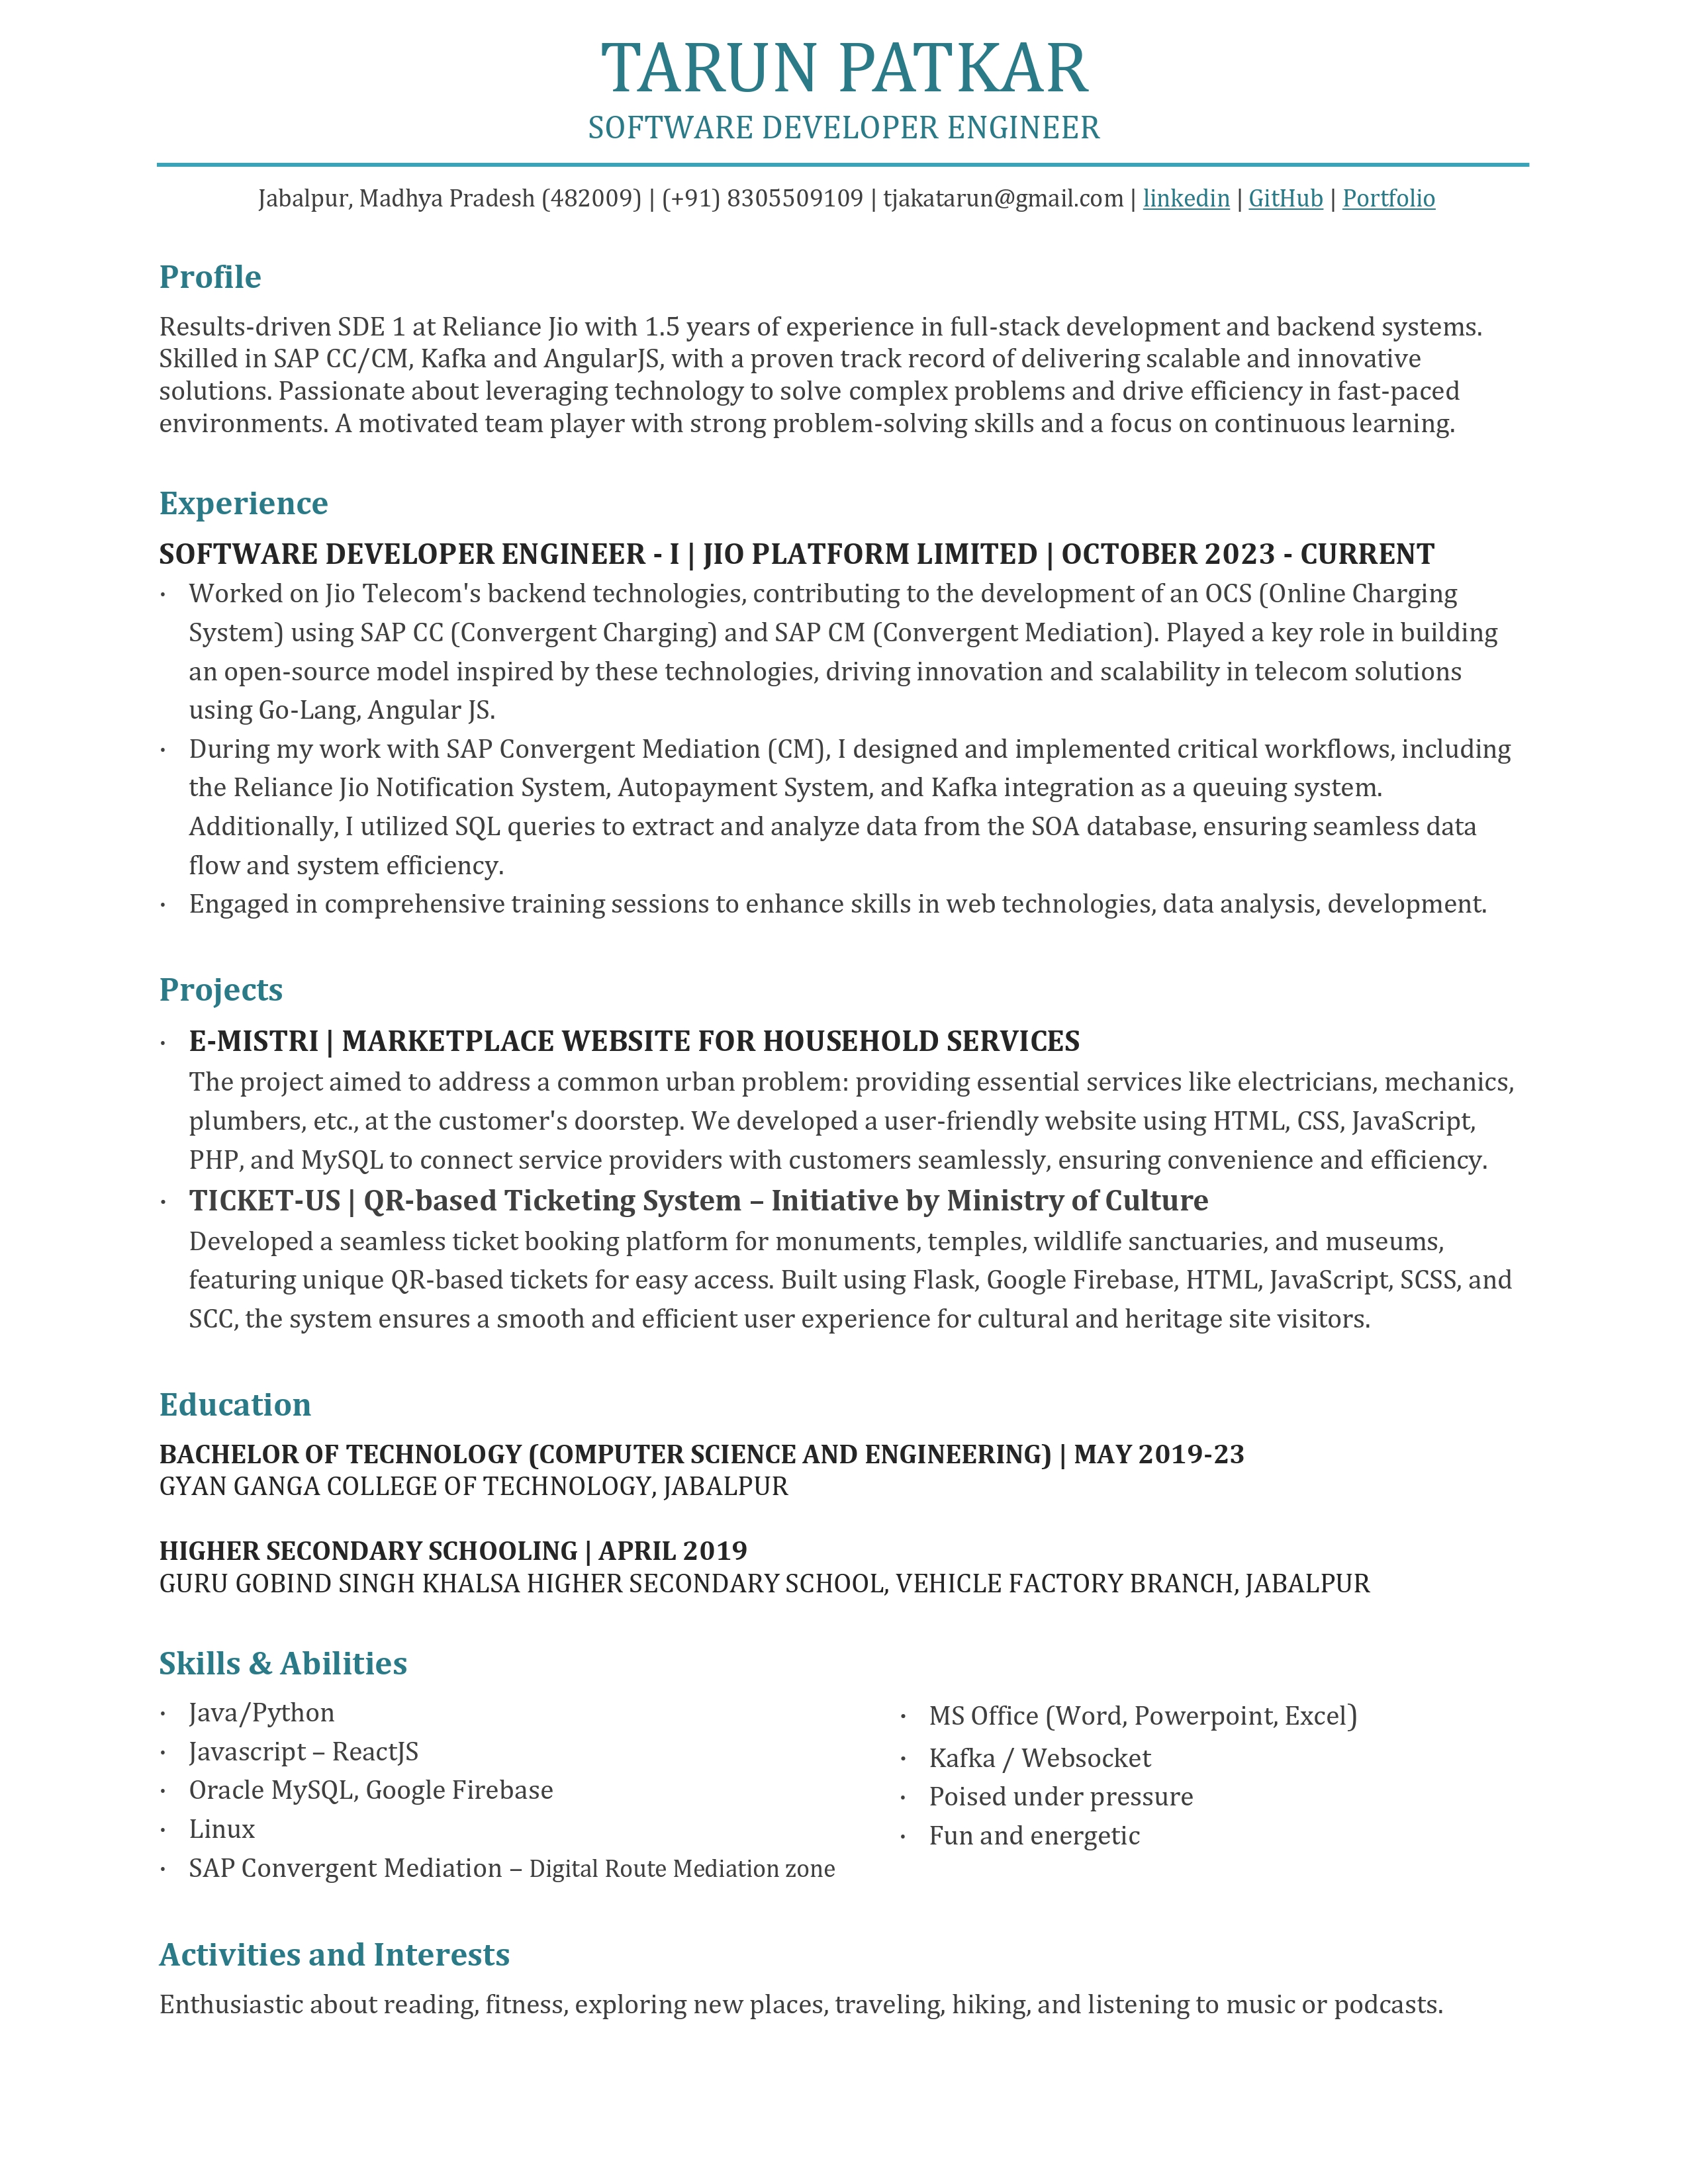 TARUN PATKAR
SOFTWARE DEVELOPER ENGINEER
Jabalpur, Madhya Pradesh (482009) | (+91) 8305509109 | tjakatarun@gmail.com | linkedin | GitHub | Portfolio
Profile
Results-driven SDE 1 at Reliance Jio with 1.5 years of experience in full-stack development and backend systems.
Skilled in SAP CC/CM, Kafka and AngularJS, with a proven track record of delivering scalable and innovative
solutions. Passionate about leveraging technology to solve complex problems and drive efficiency in fast-paced
environments. A motivated team player with strong problem-solving skills and a focus on continuous learning.
Experience
SOFTWARE DEVELOPER ENGINEER - I | JIO PLATFORM LIMITED | OCTOBER 2023 - CURRENT
· Worked on Jio Telecom's backend technologies, contributing to the development of an OCS (Online Charging
System) using SAP CC (Convergent Charging) and SAP CM (Convergent Mediation). Played a key role in building
an open-source model inspired by these technologies, driving innovation and scalability in telecom solutions
using Go-Lang, Angular JS.
· During my work with SAP Convergent Mediation (CM), I designed and implemented critical workflows, including
the Reliance Jio Notification System, Autopayment System, and Kafka integration as a queuing system.
Additionally, I utilized SQL queries to extract and analyze data from the SOA database, ensuring seamless data
flow and system efficiency.
· Engaged in comprehensive training sessions to enhance skills in web technologies, data analysis, development.
Projects
· E-MISTRI | MARKETPLACE WEBSITE FOR HOUSEHOLD SERVICES
The project aimed to address a common urban problem: providing essential services like electricians, mechanics,
plumbers, etc., at the customer's doorstep. We developed a user-friendly website using HTML, CSS, JavaScript,
PHP, and MySQL to connect service providers with customers seamlessly, ensuring convenience and efficiency.
· TICKET-US | QR-based Ticketing System – Initiative by Ministry of Culture
Developed a seamless ticket booking platform for monuments, temples, wildlife sanctuaries, and museums,
featuring unique QR-based tickets for easy access. Built using Flask, Google Firebase, HTML, JavaScript, SCSS, and
SCC, the system ensures a smooth and efficient user experience for cultural and heritage site visitors.
Education
BACHELOR OF TECHNOLOGY (COMPUTER SCIENCE AND ENGINEERING) | MAY 2019-23
GYAN GANGA COLLEGE OF TECHNOLOGY, JABALPUR
HIGHER SECONDARY SCHOOLING | APRIL 2019
GURU GOBIND SINGH KHALSA HIGHER SECONDARY SCHOOL, VEHICLE FACTORY BRANCH, JABALPUR
Skills & Abilities
· Java/Python
· Javascript – ReactJS
· Oracle MySQL, Google Firebase
· Linux
· SAP Convergent Mediation – Digital Route Mediation zone
· MS Office (Word, Powerpoint, Excel)
· Kafka / Websocket
· Poised under pressure
· Fun and energetic
Activities and Interests
Enthusiastic about reading, fitness, exploring new places, traveling, hiking, and listening to music or podcasts.